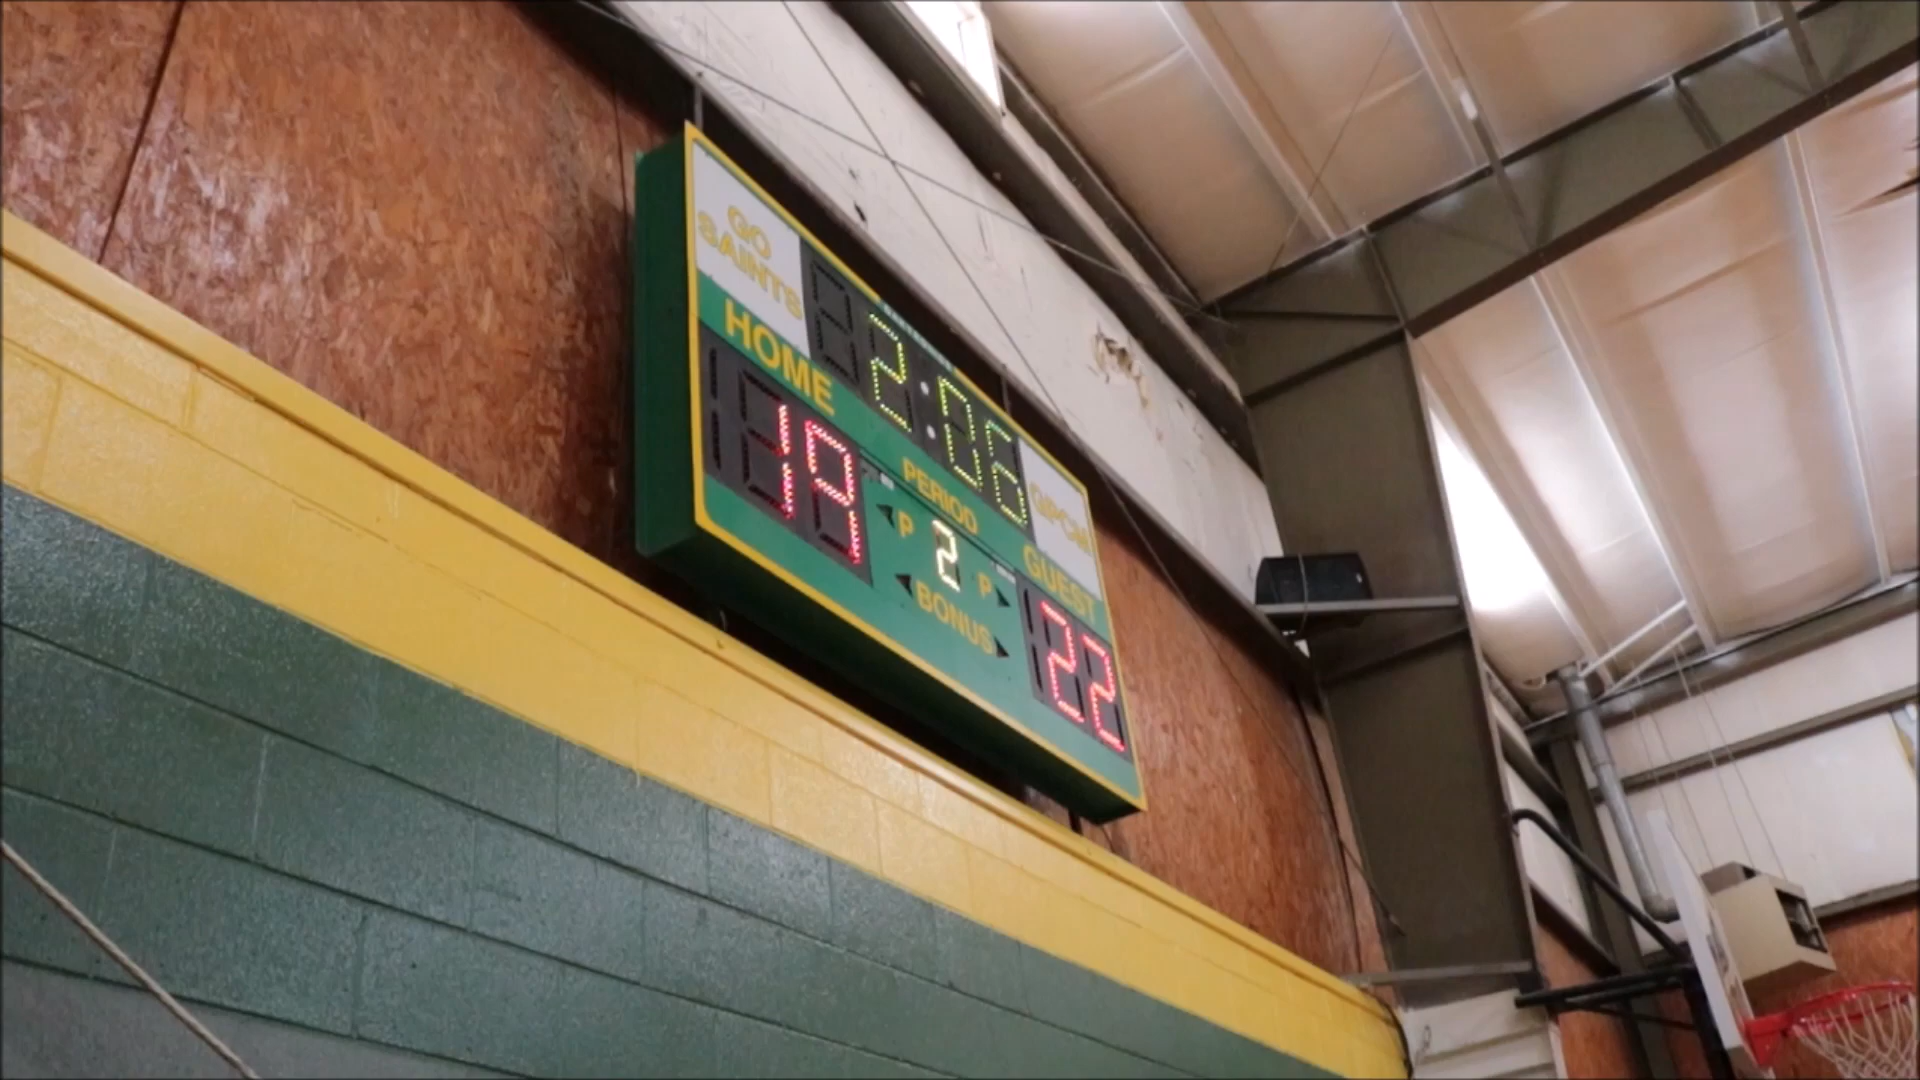 GO
SAINTS
2:06
HOME
19
PERIOD
P 2 P
BONUS
GUEST
22